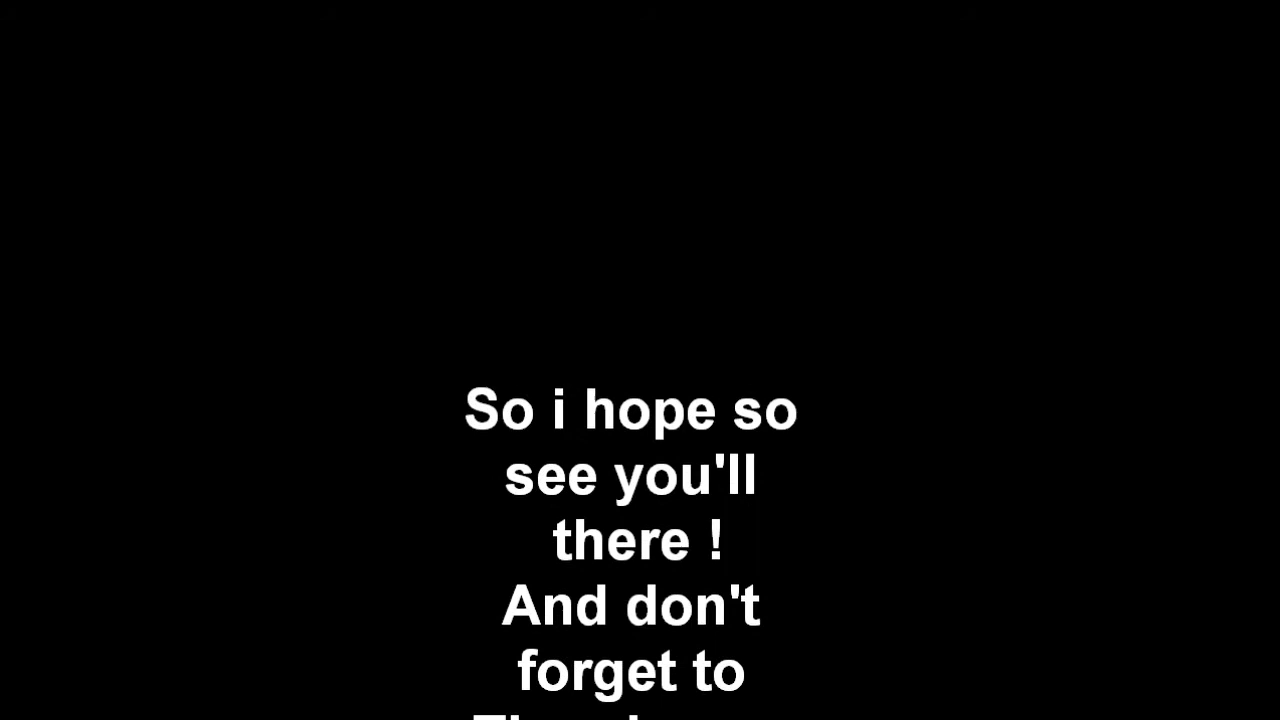 So i hope so
see you'll
there !
And don't
forget to